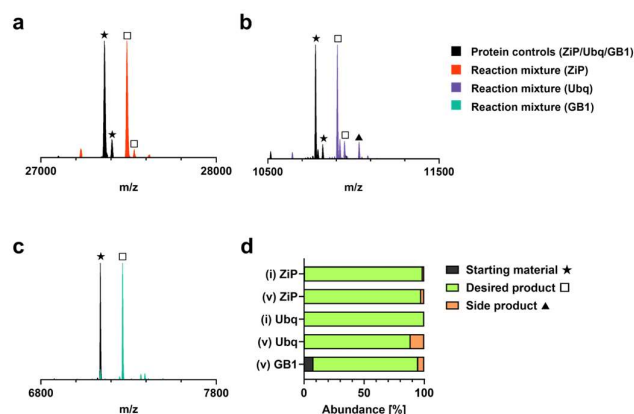 a
b
Protein controls (ZiP/Ubq/GB1)
Reaction mixture (ZiP)
Reaction mixture (Ubq)
Reaction mixture (GB1)
27000
28000
m/z
10500
11500
m/z
c
d
(i) ZiP
(v) ZiP
(i) Ubq
(v) Ubq
(v) GB1
Starting material ★
Desired product □
Side product ▲
6800
7800
m/z
0
50
100
Abundance [%]